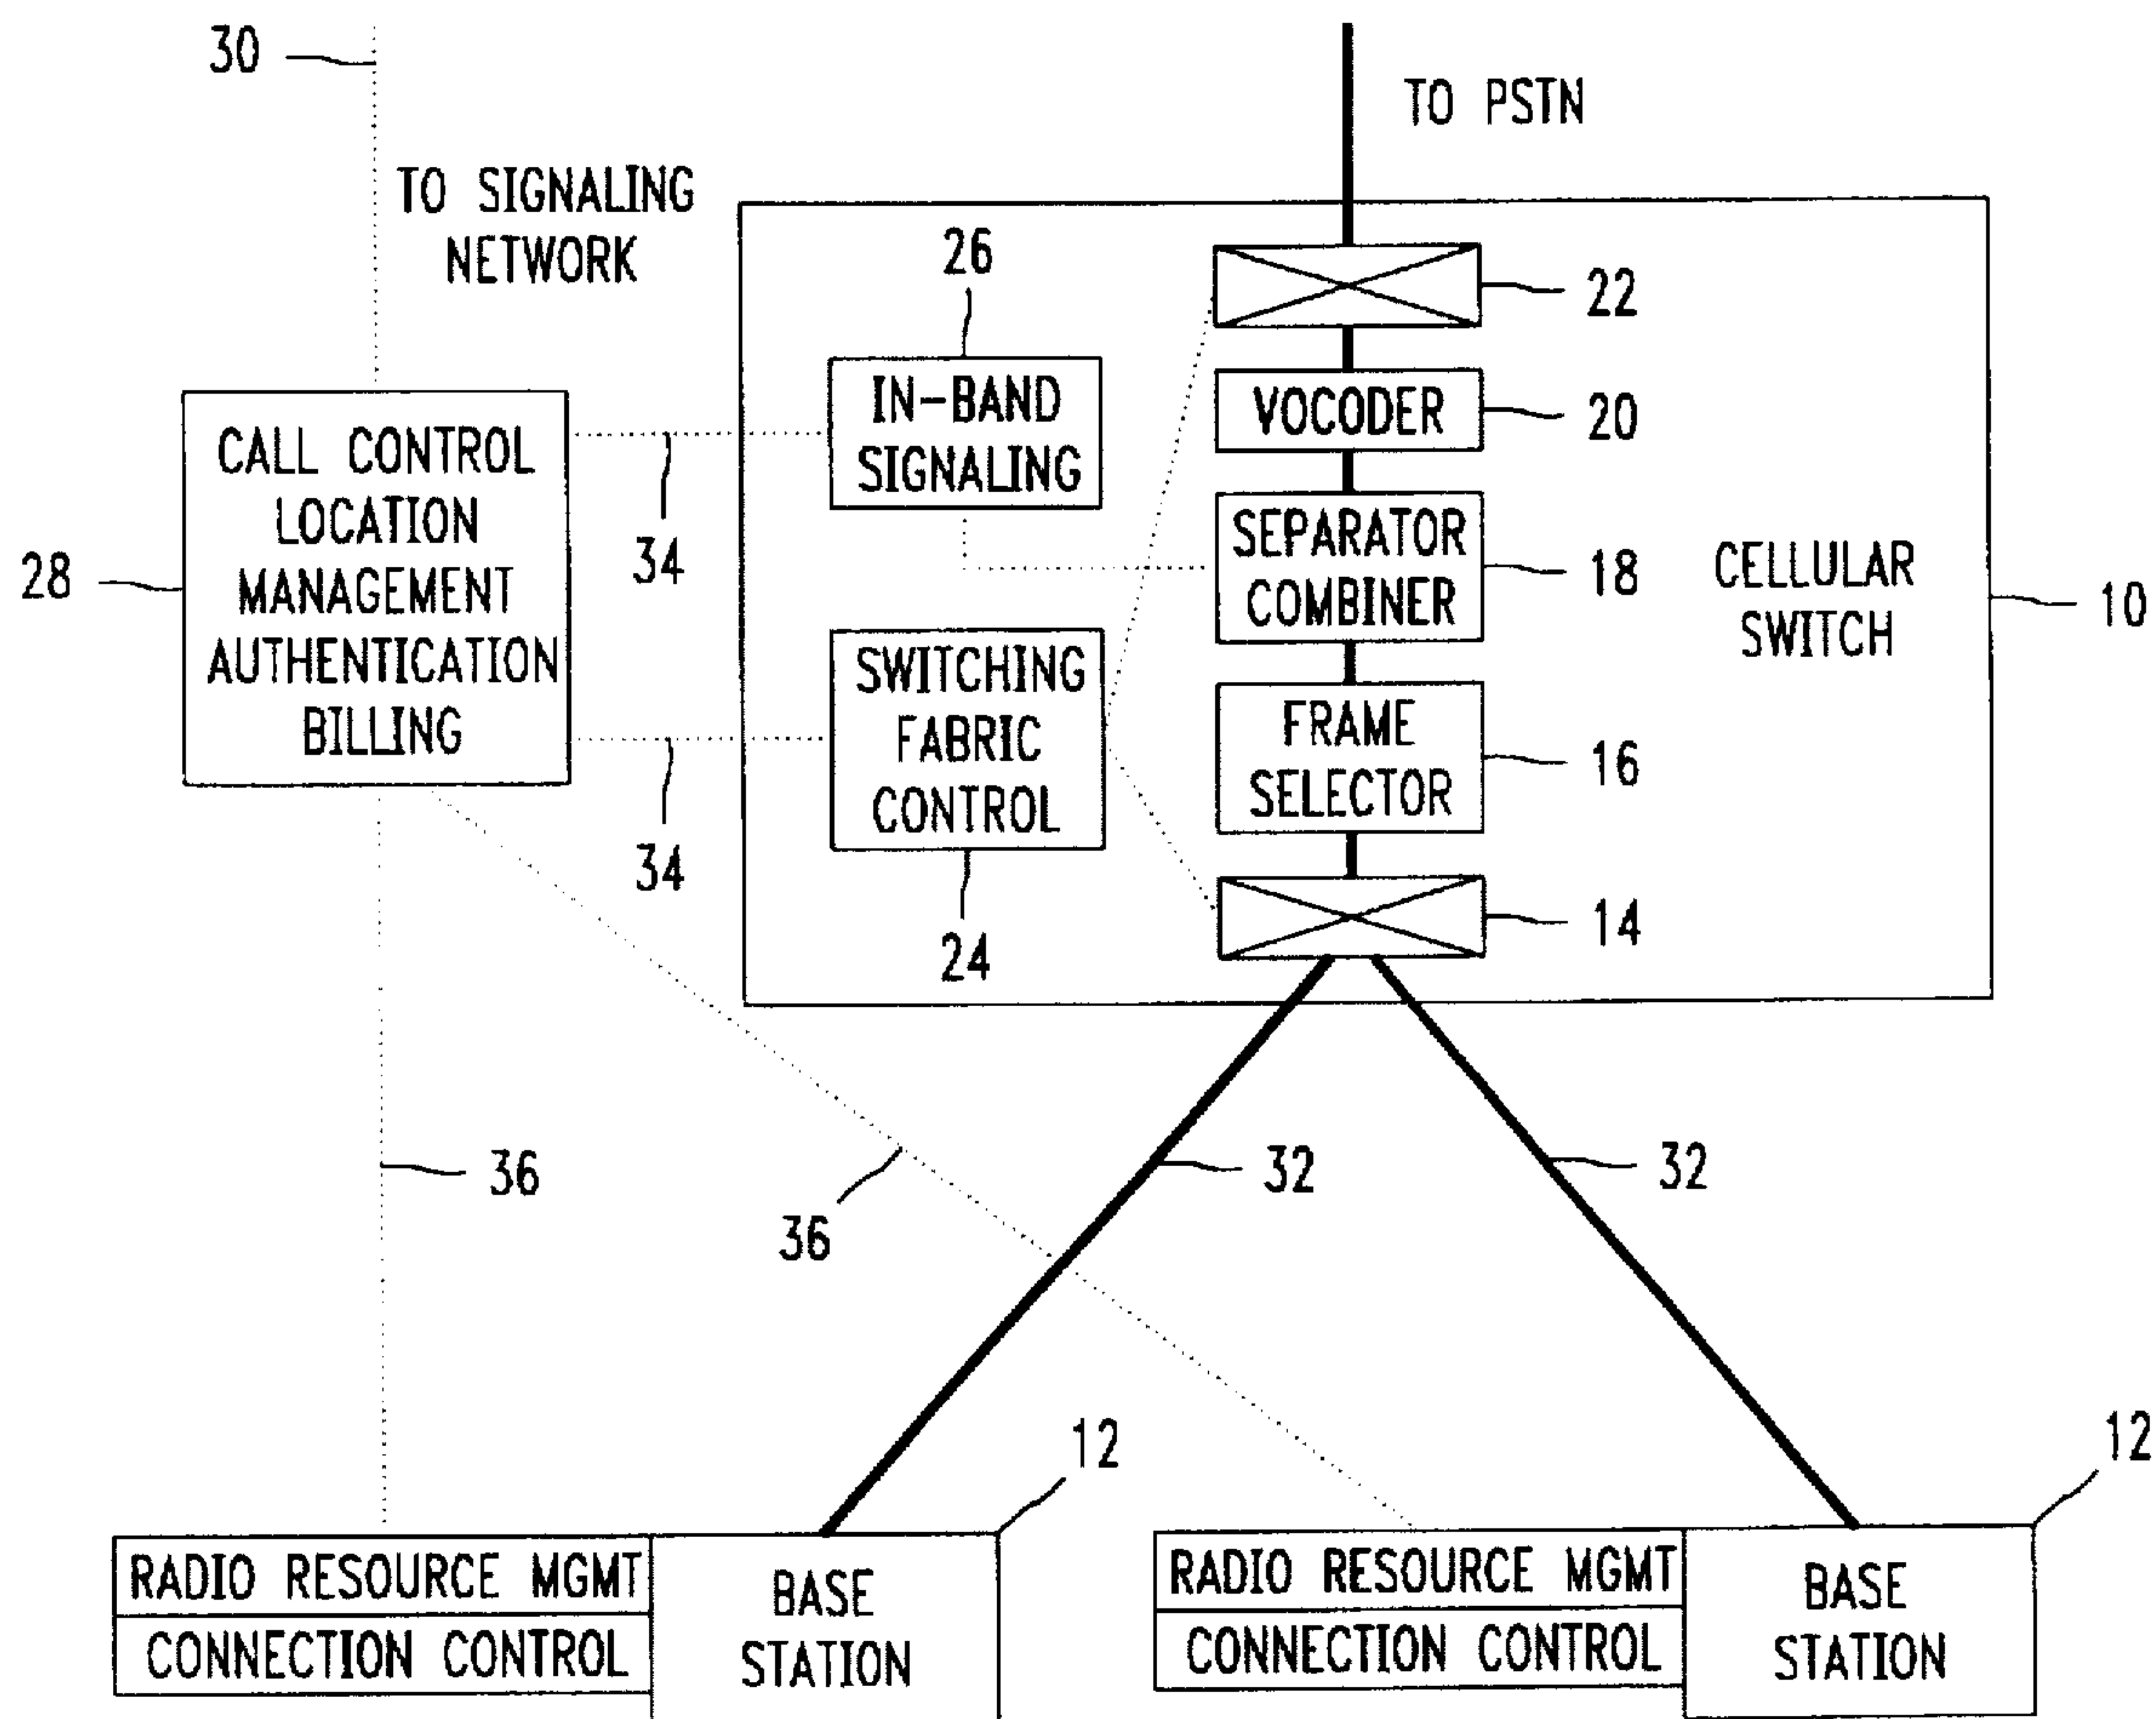 30
TO PSTN
TO SIGNALING
NETWORK
26
22
IN-BAND
SIGNALING
VOCODER
20
CALL CONTROL
LOCATION
MANAGEMENT
AUTHENTICATION
BILLING
28
34
SEPARATOR
COMBINER
18
CELLULAR
SWITCH
10
SWITCHING
FABRIC
CONTROL
FRAME
SELECTOR
16
34
24
14
36
36
32
32
12
12
RADIO RESOURCE MGMT
CONNECTION CONTROL
BASE
STATION
RADIO RESOURCE MGMT
CONNECTION CONTROL
BASE
STATION